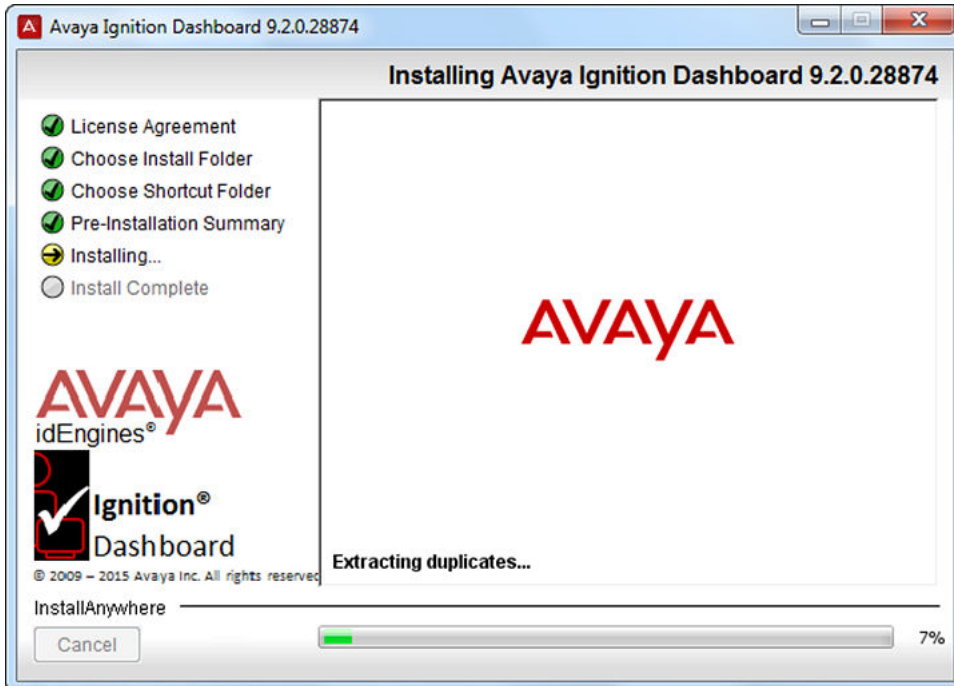 Avaya Ignition Dashboard 9.2.0.28874
Installing Avaya Ignition Dashboard 9.2.0.28874
License Agreement
Choose Install Folder
Choose Shortcut Folder
Pre-Installation Summary
Installing...
Install Complete
AVAYA
AVAYA
idEngines®
Ignition®
Dashboard
© 2009 – 2015 Avaya Inc. All rights reserved
Extracting duplicates...
InstallAnywhere
Cancel
7%